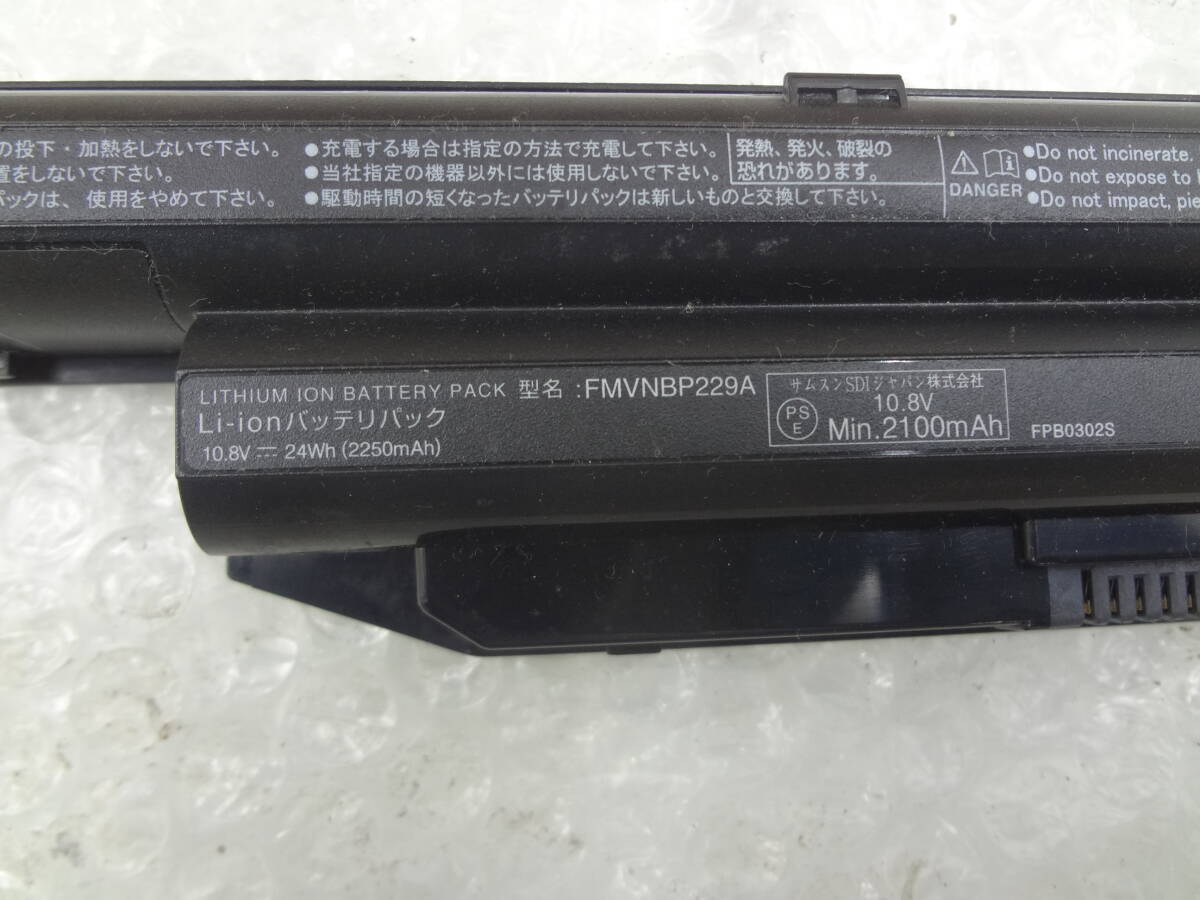 の投下・加熱をしないで下さい。
置をしないで下さい。
パックは、使用をやめて下さい。
●充電する場合は指定の方法で充電して下さい。
●当社指定の機器以外には使用しないで下さい。
●駆動時間の短くなったバッテリパックは新しいものと交換して下さい。
発熱、発火、破裂の
恐れがあります。
DANGER
●Do not incinerate,
●Do not expose to
●Do not impact,
LITHIUM ION BATTERY PACK 型名 :FMVNBP229A
Li-ionバッテリパック
10.8V ⎓ 24Wh (2250mAh)
サムスンSDIジャパン株式会社
PS
E
10.8V
Min.2100mAh
FPB0302S